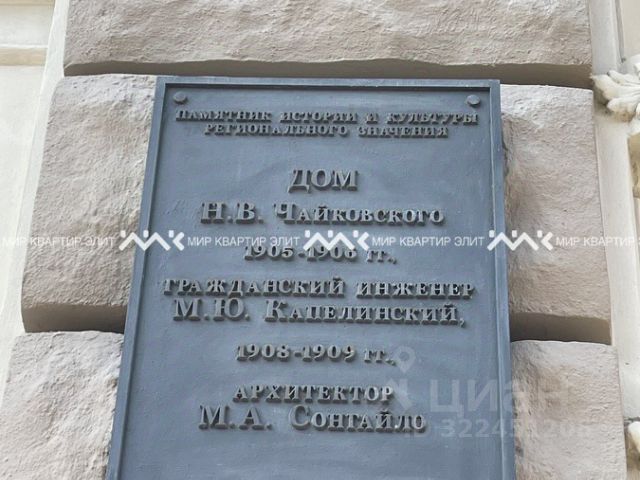 ПАМЯТНИК ИСТОРИИ И КУЛЬТУРЫ
РЕГИОНАЛЬНОГО ЗНАЧЕНИЯ
ДОМ
Н.В. ЧАЙКОВСКОГО
МИР КВАРТИР ЭЛИТ МИР КВАРТИР ЭЛИТ МИР КВАРТИР ЭЛИТ МИР КВАРТИР ЭЛИТ
1905-1906 гг.,
ГРАЖДАНСКИЙ ИНЖЕНЕР
М.Ю. КАПЕЛИНСКИЙ,
1908-1909 гг.,
АРХИТЕКТОР
М.А. СОНГАЙЛО
циан